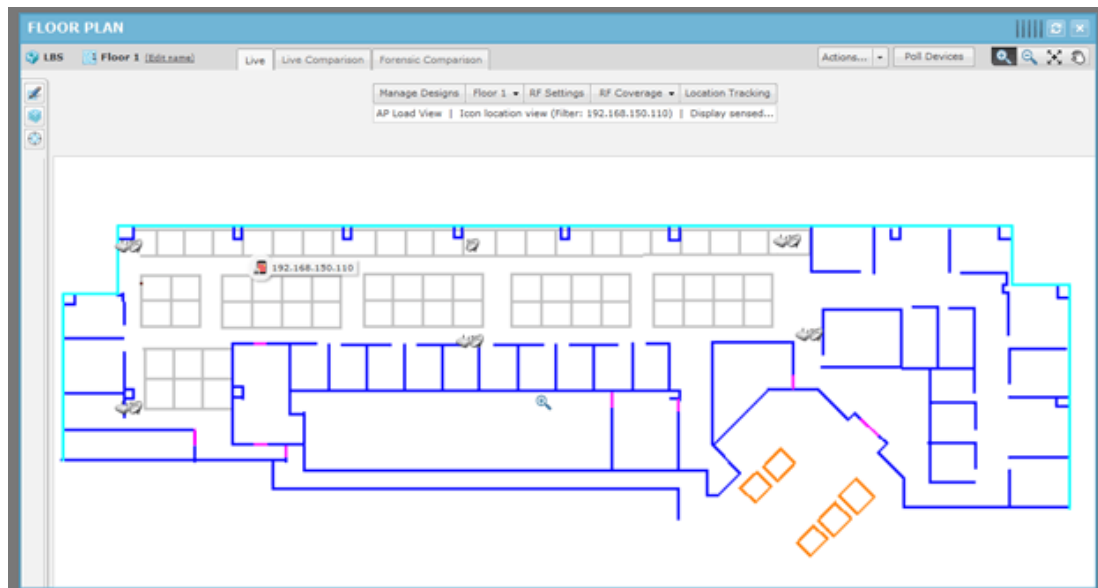 FLOOR PLAN
LBS Floor 1 (Edit name) Live Live Comparison Forensic Comparison Actions... Poll Devices
Manage Designs Floor 1 RF Settings RF Coverage Location Tracking
AP Load View | Icon location view (Filter: 192.168.150.110) | Display sensed...
192.168.150.110